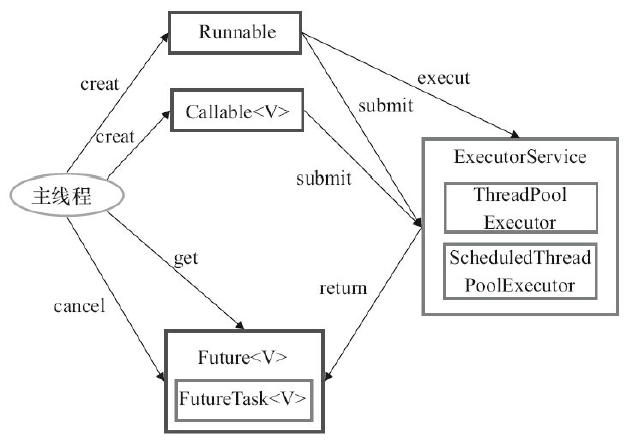 Runnable
creat
execut
submit
Callable<V>
creat
submit
ExecutorService
ThreadPool
Executor
ScheduledThread
PoolExecutor
主线程
get
return
cancel
Future<V>
FutureTask<V>